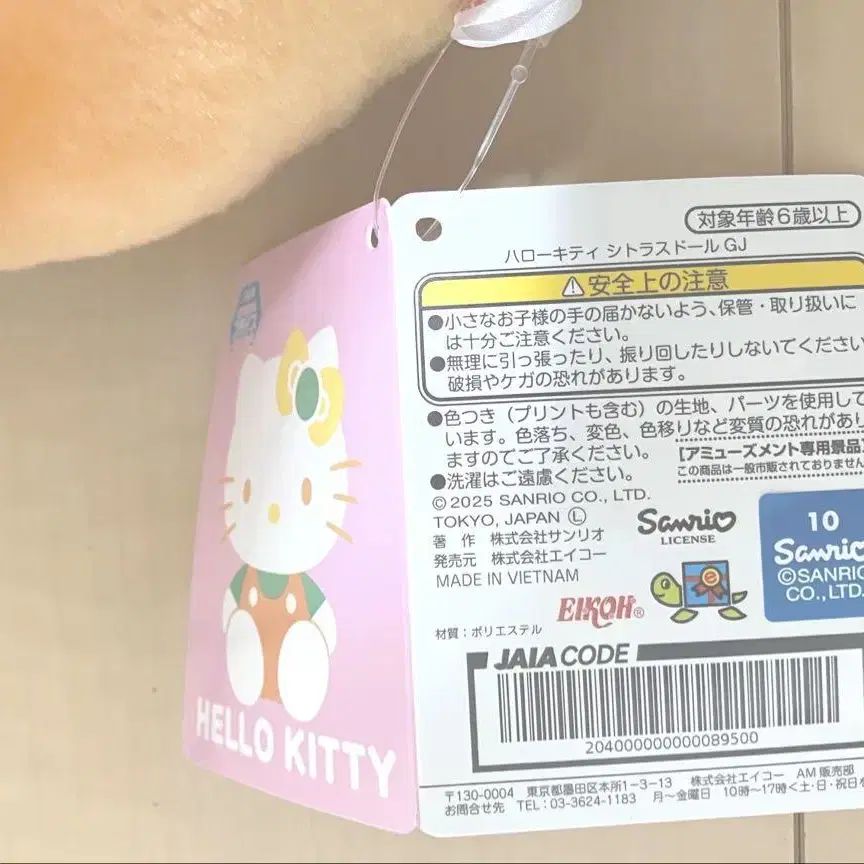 HELLO KITTY
対象年齢6歳以上
ハローキティ シトラスドール GJ
⚠安全上の注意
●小さなお子様の手の届かないよう、保管・取り扱いに
は十分ご注意ください。
●無理に引っ張ったり、振り回したりしないでください
破損やケガの恐れがあります。
●色つき(プリントも含む)の生地、パーツを使用して
います。色落ち、変色、色移りなど変質の恐れがあり
ますのでご了承ください。
●洗濯はご遠慮ください。
【アミューズメント専用景品】
この商品は一般市販されておりません
© 2025 SANRIO CO., LTD.
TOKYO, JAPAN Ⓛ
著 作 株式会社サンリオ
発売元 株式会社エイコー
MADE IN VIETNAM
Sanrio
LICENSE
10
Sanrio
©SANRIO
CO.,LTD.
EIKOH®
材質:ポリエステル
JAIA CODE
204000000000089500
〒130-0004 東京都墨田区本所1-3-13 株式会社エイコー AM販売部
お問合せ先 TEL:03-3624-1183 月～金曜日 10時～17時<土・日・祝日